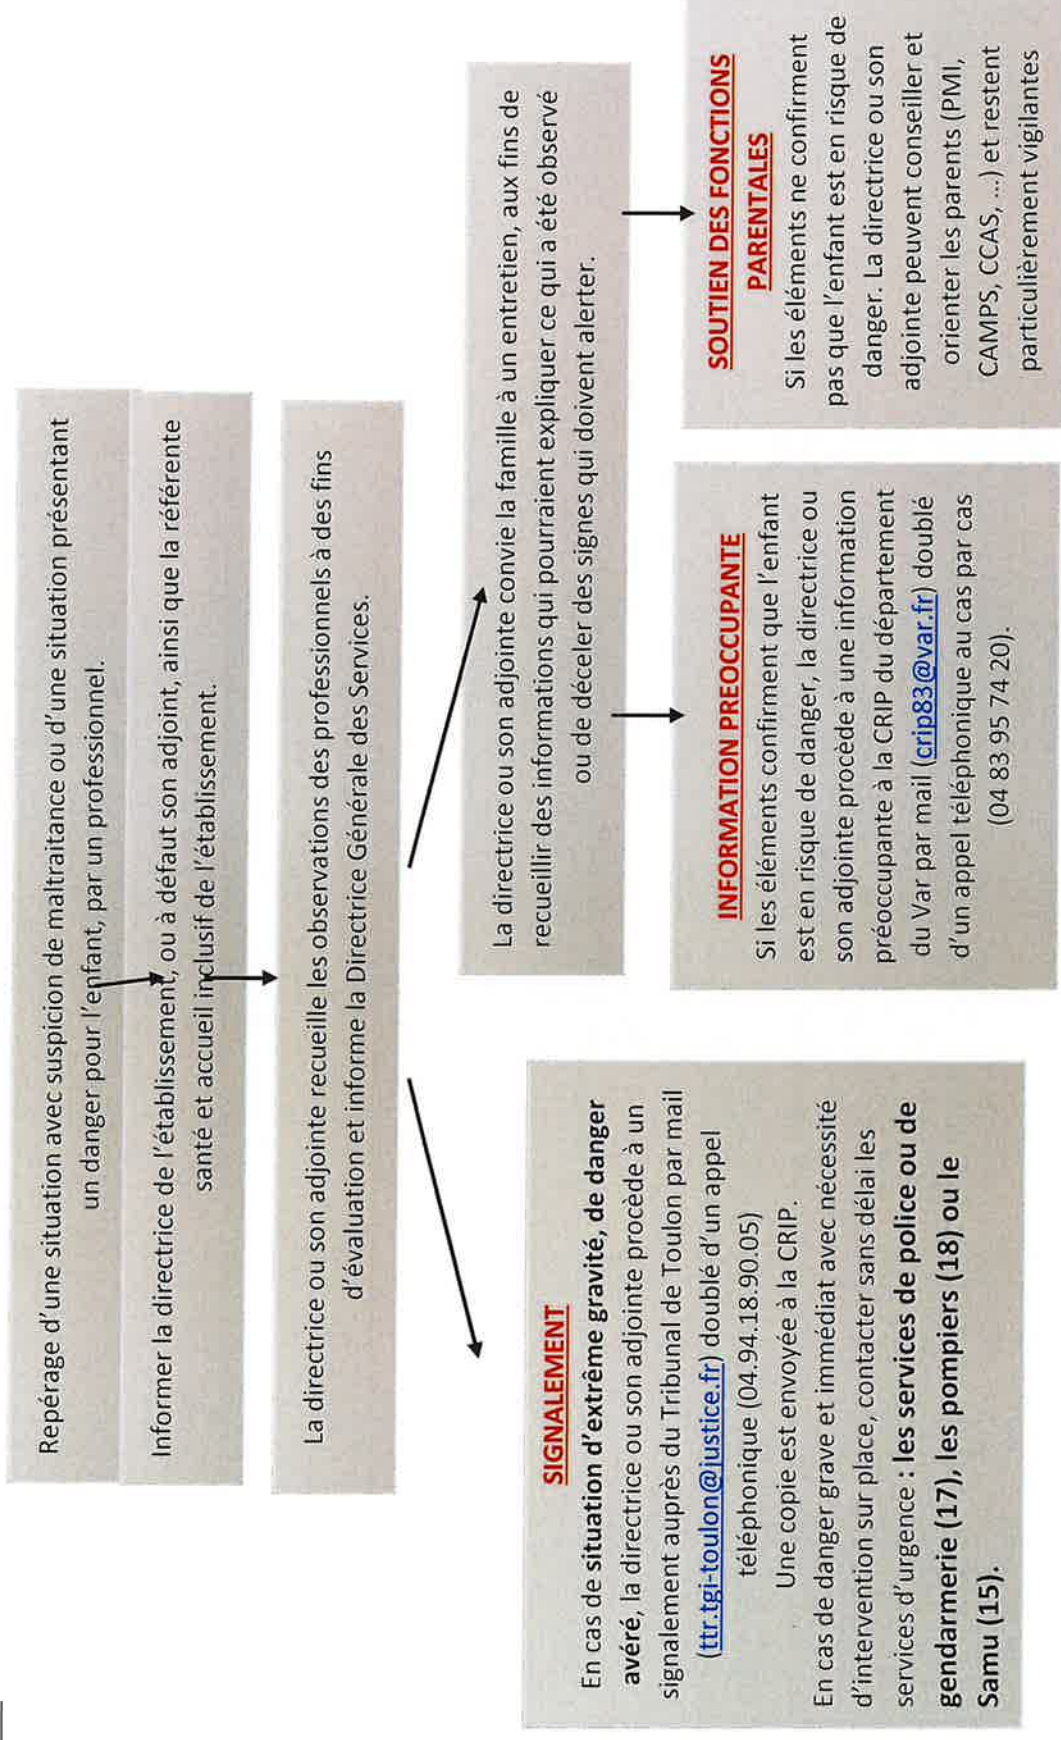 Repérage d'une situation avec suspicion de maltraitance ou d'une situation présentant
un danger pour l'enfant, par un professionnel.
Informer la directrice de l'établissement, ou à défaut son adjoint, ainsi que la référente
santé et accueil inclusif de l'établissement.
La directrice ou son adjointe recueille les observations des professionnels à des fins
d'évaluation et informe la Directrice Générale des Services.
La directrice ou son adjointe convie la famille à un entretien, aux fins de
recueillir des informations qui pourraient expliquer ce qui a été observé
ou de déceler des signes qui doivent alerter.
SIGNALEMENT
En cas de situation d'extrême gravité, de danger
avéré, la directrice ou son adjointe procède à un
signalement auprès du Tribunal de Toulon par mail
(ttr.tgi-toulon@justice.fr) doublé d'un appel
téléphonique (04.94.18.90.05)
Une copie est envoyée à la CRIP.
En cas de danger grave et immédiat avec nécessité
d'intervention sur place, contacter sans délai les
services d'urgence : les services de police ou de
gendarmerie (17), les pompiers (18) ou le
Samu (15).
INFORMATION PREOCCUPANTE
Si les éléments confirment que l'enfant
est en risque de danger, la directrice ou
son adjointe procède à une information
préoccupante à la CRIP du département
du Var par mail (crip83@var.fr) doublé
d'un appel téléphonique au cas par cas
(04 83 95 74 20).
SOUTIEN DES FONCTIONS
PARENTALES
Si les éléments ne confirment
pas que l'enfant est en risque de
danger. La directrice ou son
adjointe peuvent conseiller et
orienter les parents (PMI,
CAMPS, CCAS, ...) et restent
particulièrement vigilantes